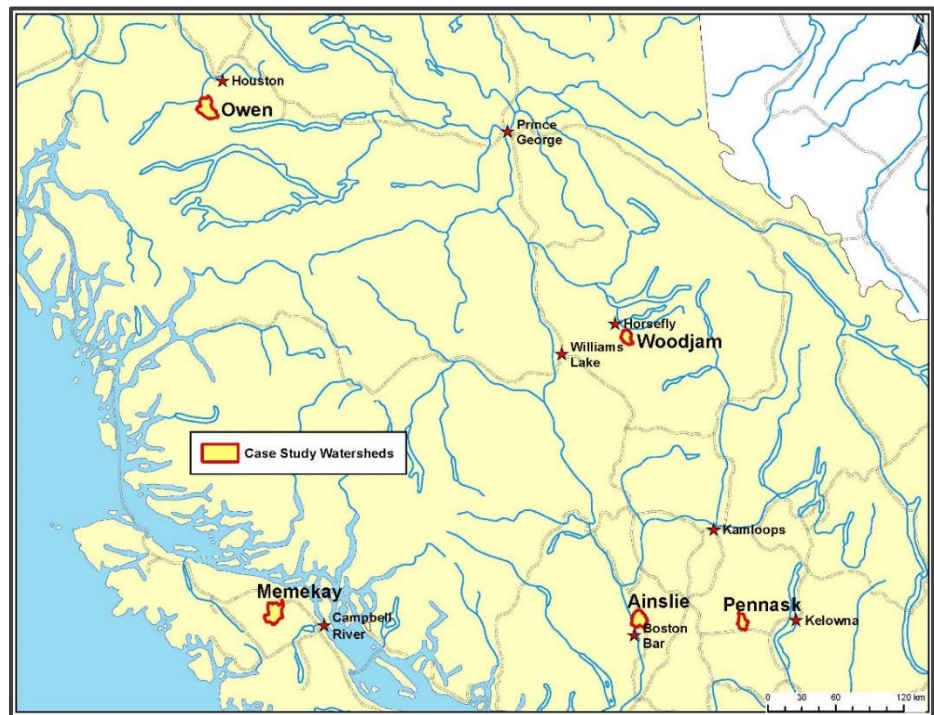 Houston
Owen
Prince
George
Horsefly
Woodjam
Williams
Lake
Case Study Watersheds
Kamloops
Memekay
Campbell
River
Ainslie
Boston
Bar
Pennask
Kelowna
0 30 60 120 km